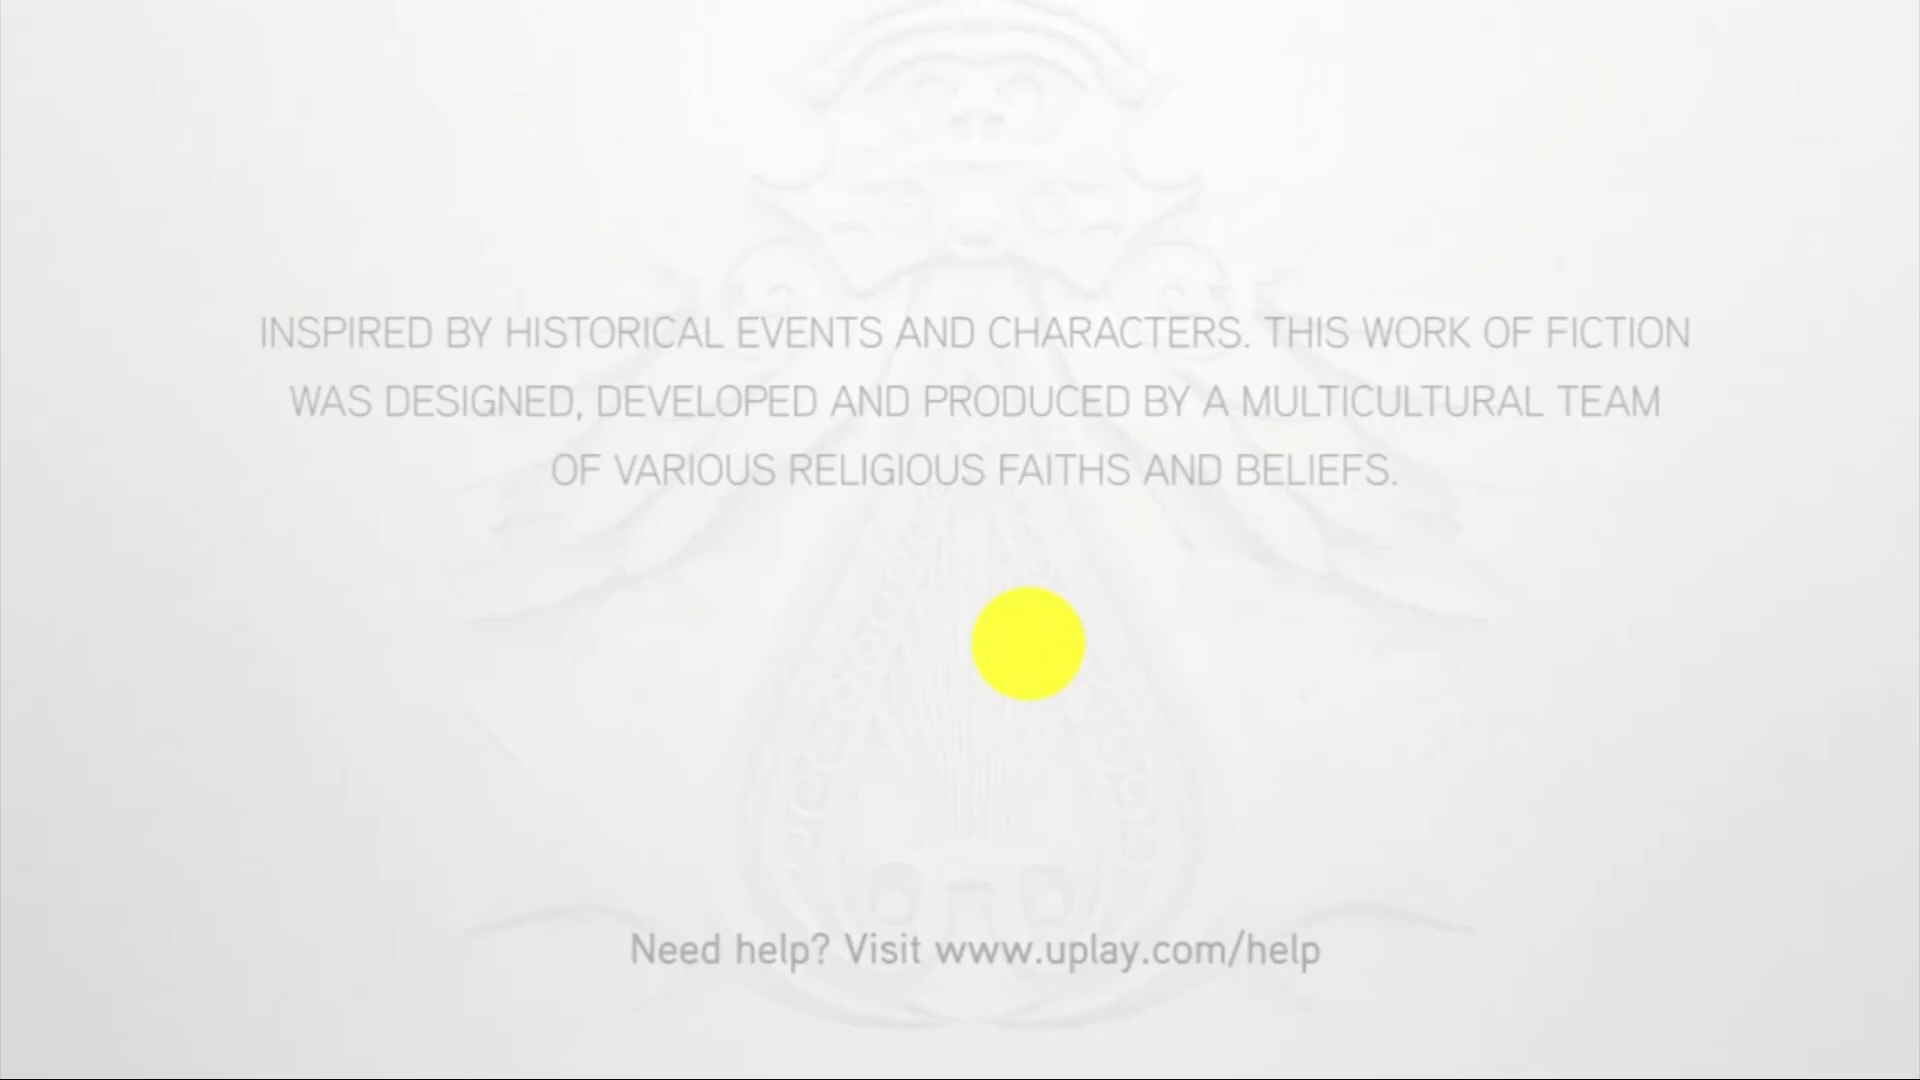 INSPIRED BY HISTORICAL EVENTS AND CHARACTERS. THIS WORK OF FICTION
WAS DESIGNED, DEVELOPED AND PRODUCED BY A MULTICULTURAL TEAM
OF VARIOUS RELIGIOUS FAITHS AND BELIEFS.
Need help? Visit www.uplay.com/help